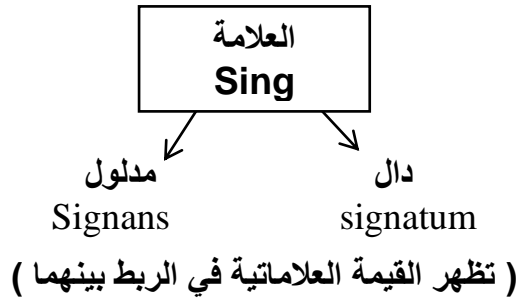 العلامة
Sing
دال
مدلول
signatum
Signans
( تظهر القيمة العلاماتية في الربط بينهما )